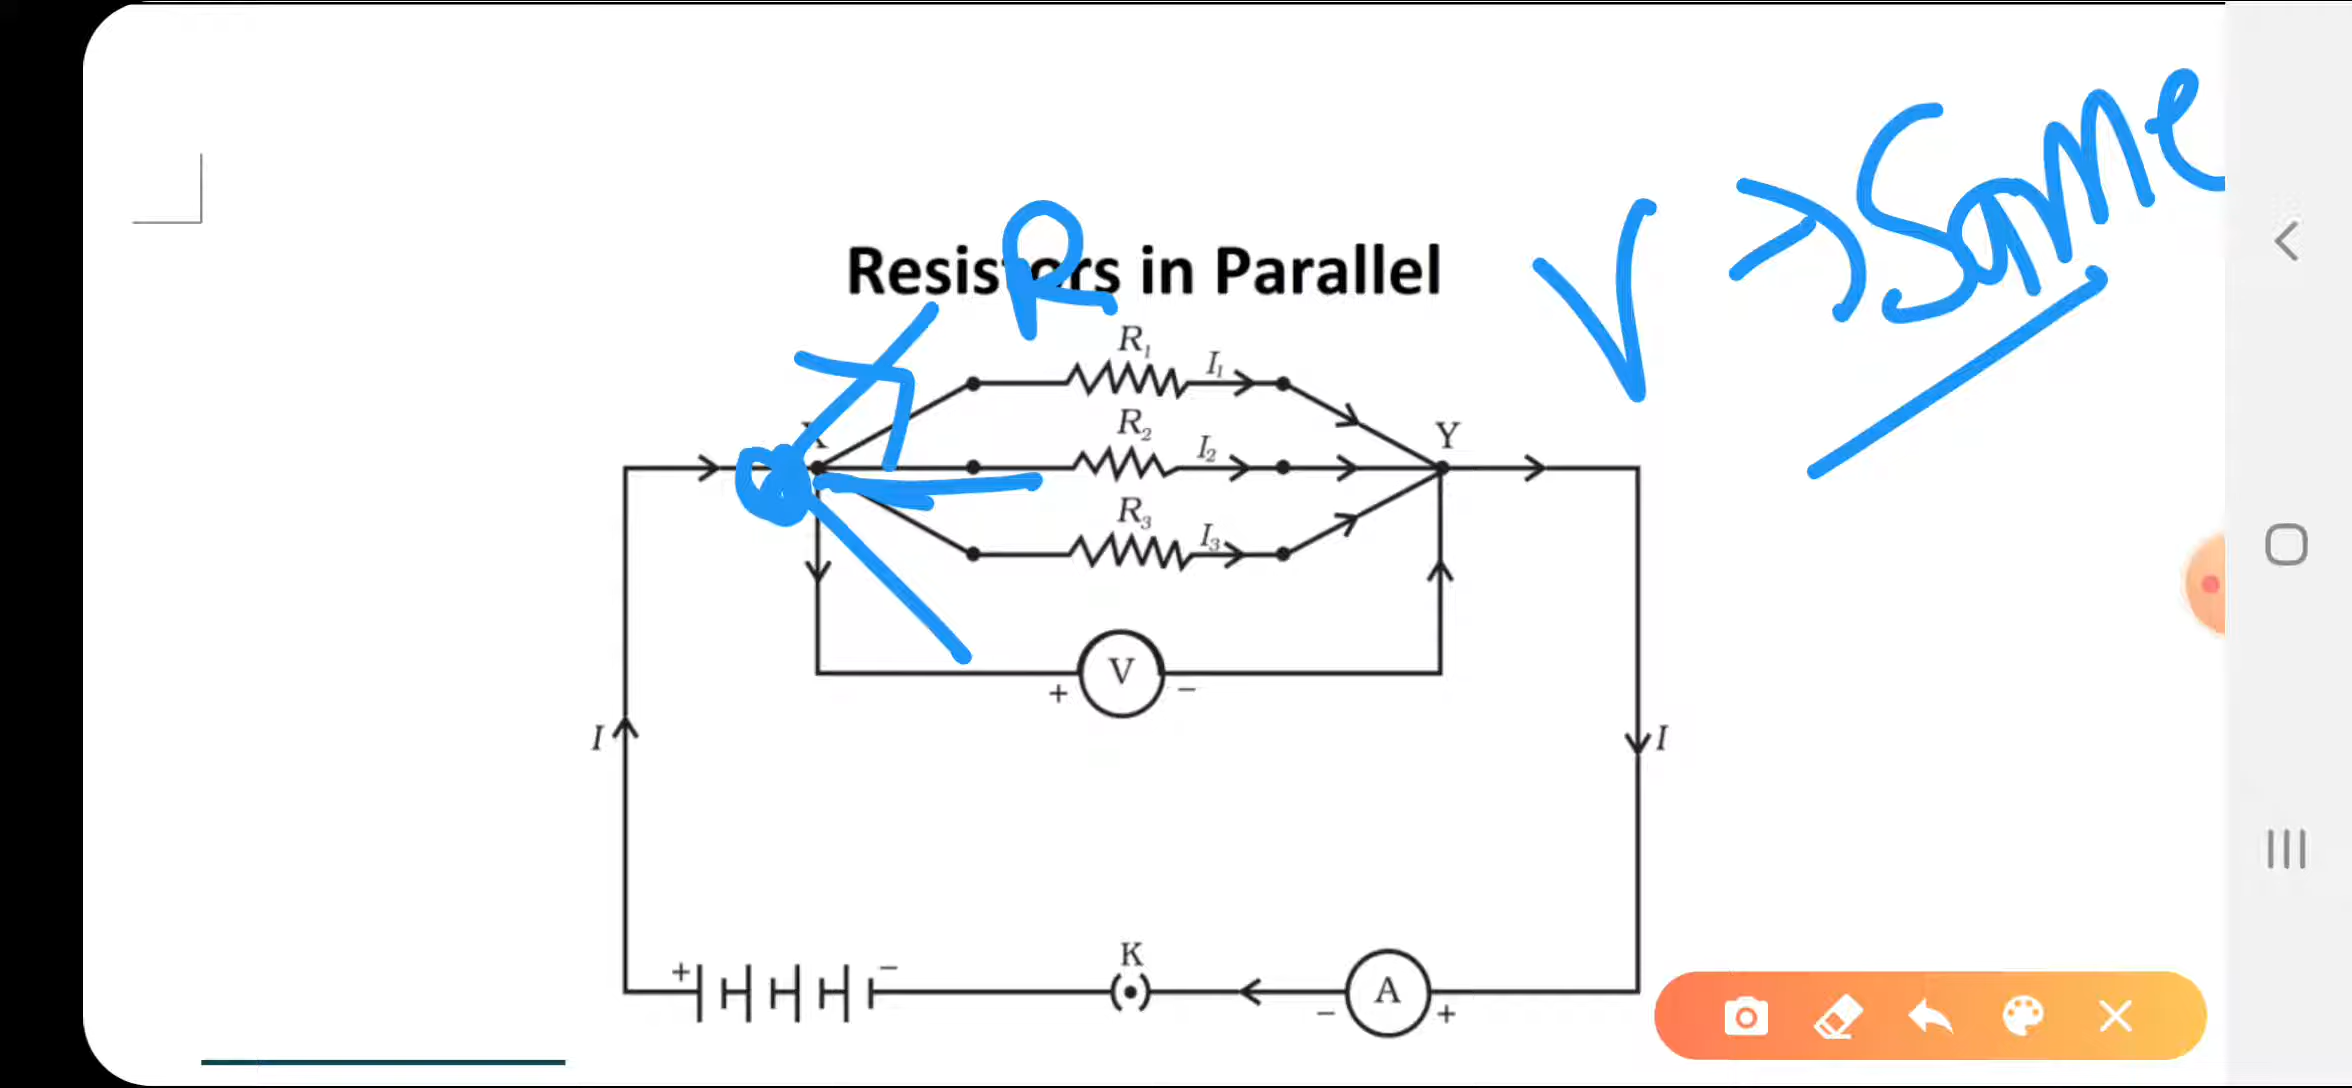 V → Same
R
Resistors in Parallel
R₁ I₁
X R₂ I₂ Y
R₃ I₃
V
+ −
I I
K
+ − A
− +